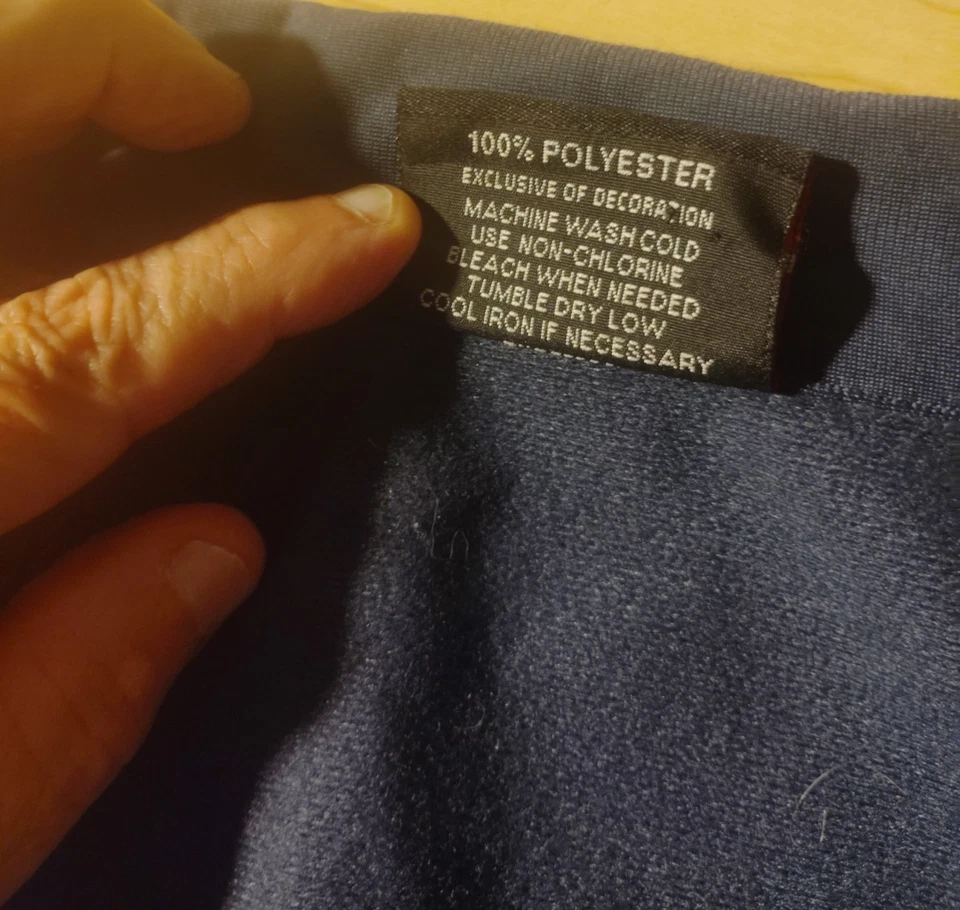 100% POLYESTER
EXCLUSIVE OF DECORATION
MACHINE WASH COLD
USE NON-CHLORINE
BLEACH WHEN NEEDED
TUMBLE DRY LOW
COOL IRON IF NECESSARY